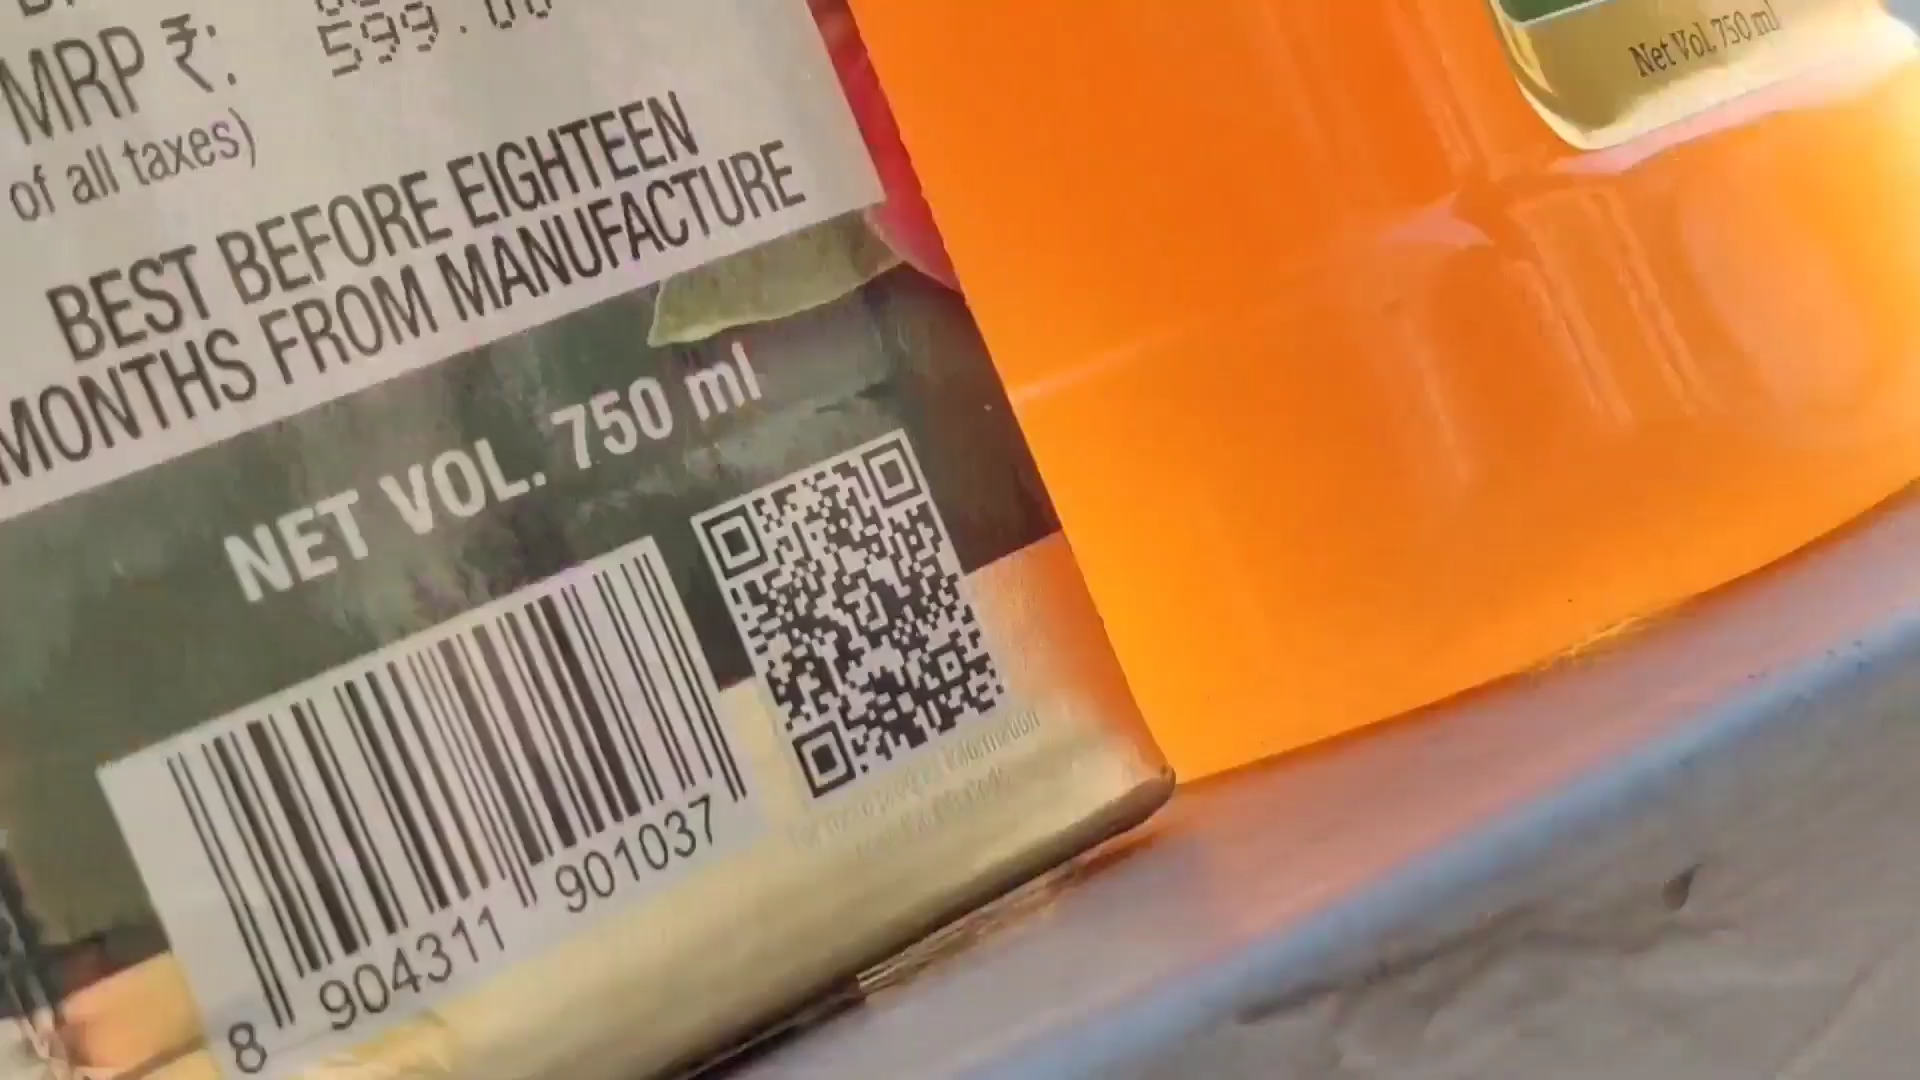 MRP ₹: 599.00
of all taxes)
BEST BEFORE EIGHTEEN
MONTHS FROM MANUFACTURE
NET VOL. 750 ml
8 904311 901037
Net Vol. 750 ml